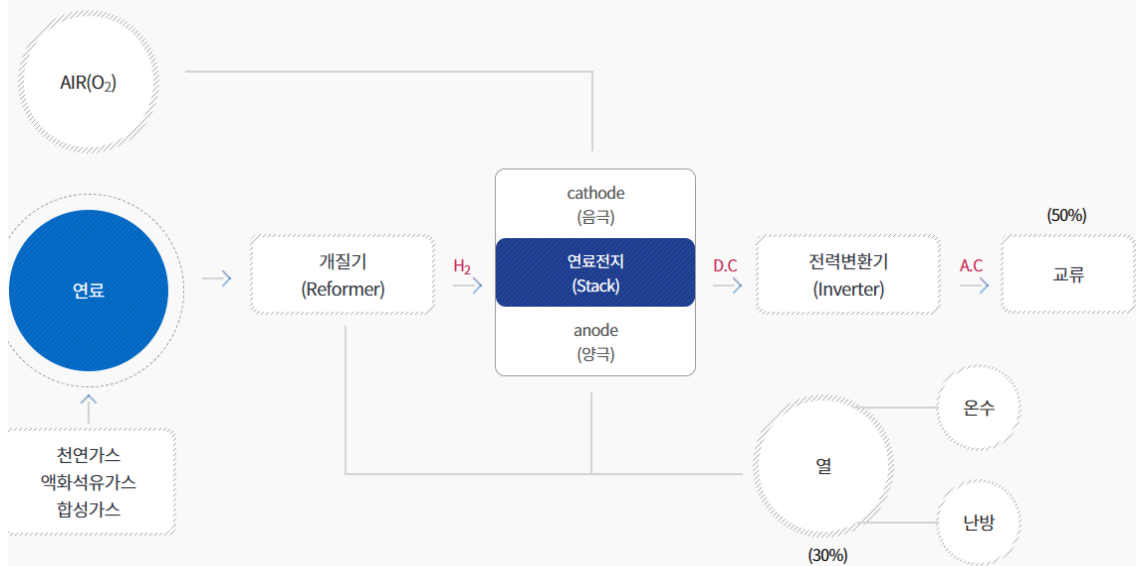 AIR(O₂)
cathode
(음극)
(50%)
연료
개질기
(Reformer)
H₂
연료전지
(Stack)
D.C
전력변환기
(Inverter)
A.C
교류
anode
(양극)
천연가스
액화석유가스
합성가스
열
(30%)
온수
난방